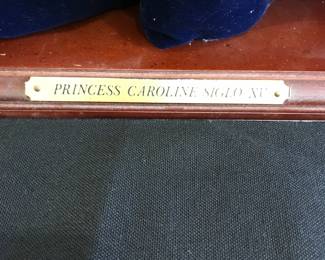 PRINCESS CAROLINE SIGLO XV